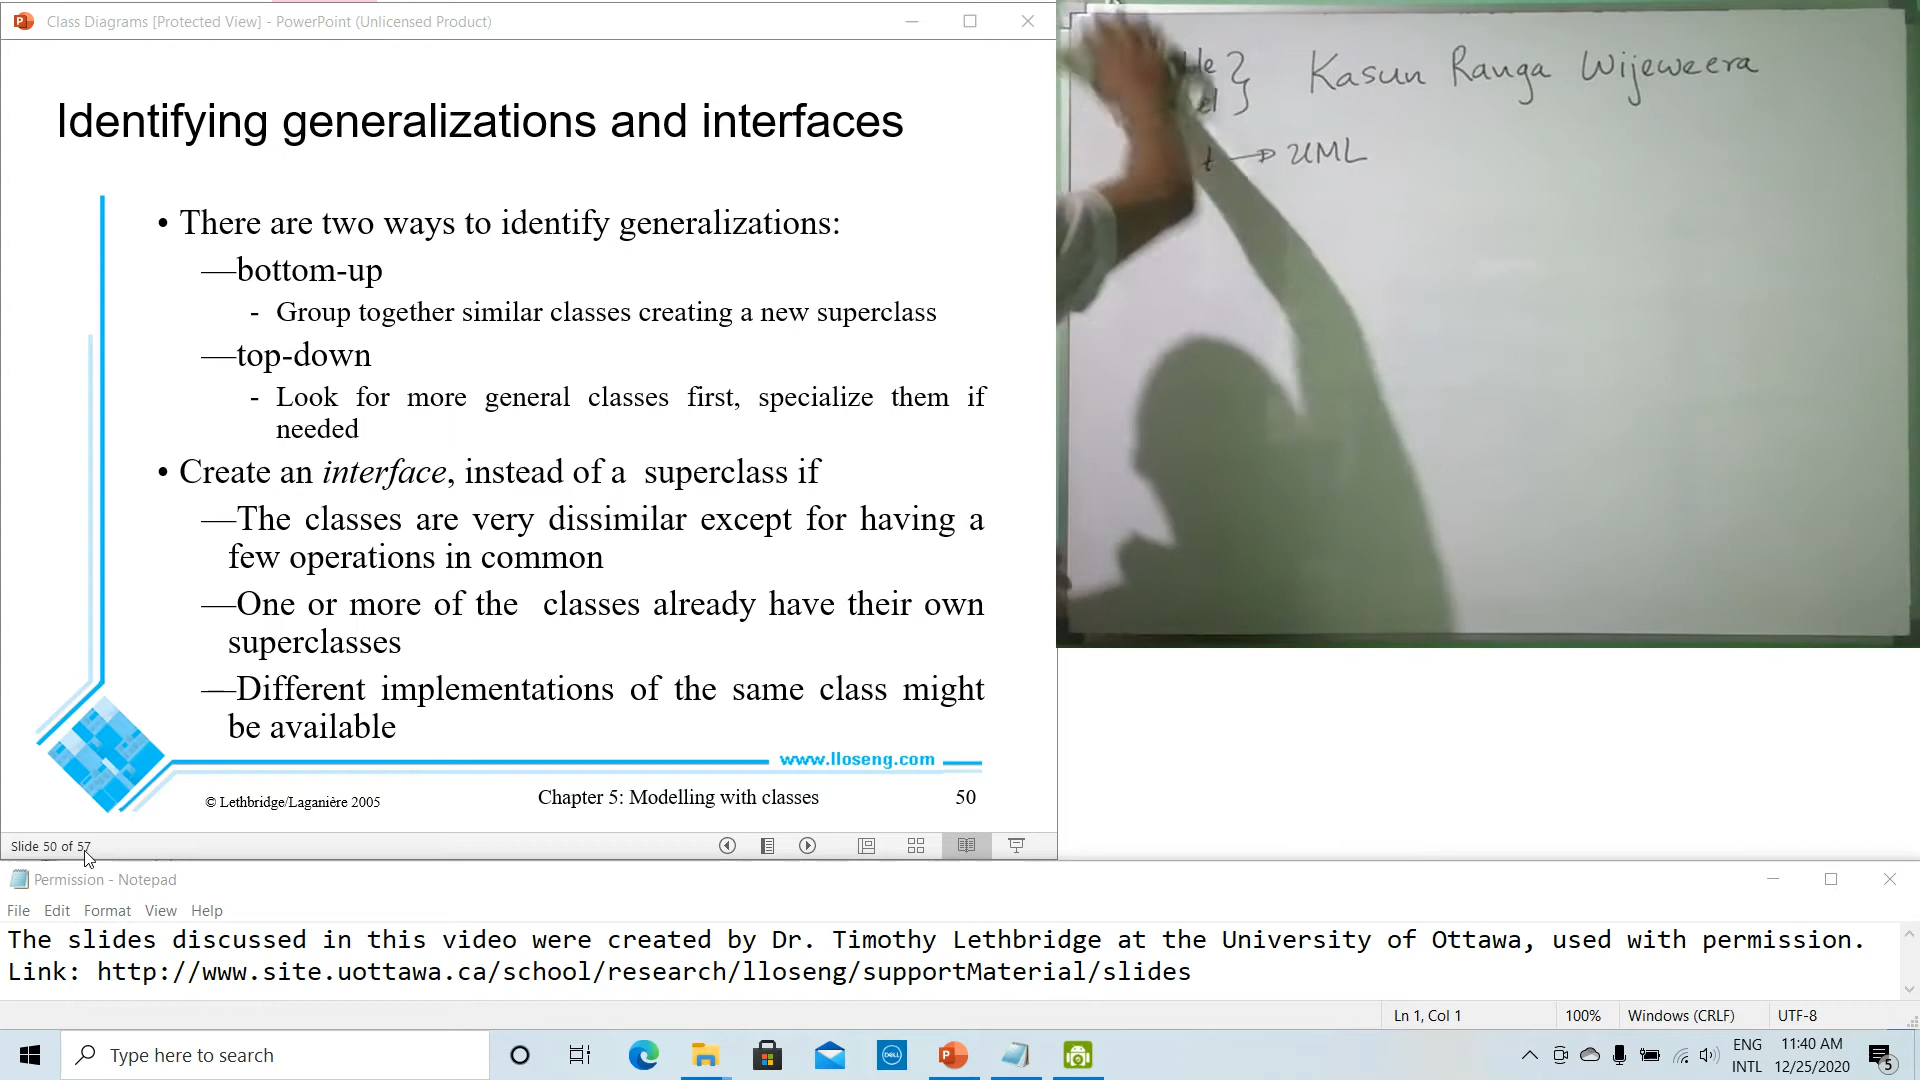 Class Diagrams [Protected View] - PowerPoint (Unlicensed Product)
Identifying generalizations and interfaces
• There are two ways to identify generalizations:
—bottom-up
- Group together similar classes creating a new superclass
—top-down
- Look for more general classes first, specialize them if
needed
• Create an interface, instead of a superclass if
—The classes are very dissimilar except for having a
few operations in common
—One or more of the classes already have their own
superclasses
—Different implementations of the same class might
be available
www.lloseng.com
© Lethbridge/Laganière 2005
Chapter 5: Modelling with classes
50
Slide 50 of 57
} Kasun Ranga Wijeweera
→ UML
Permission - Notepad
File Edit Format View Help
The slides discussed in this video were created by Dr. Timothy Lethbridge at the University of Ottawa, used with permission.
Link: http://www.site.uottawa.ca/school/research/lloseng/supportMaterial/slides
Ln 1, Col 1
100%
Windows (CRLF)
UTF-8
Type here to search
DELL
ENG
INTL
11:40 AM
12/25/2020
5